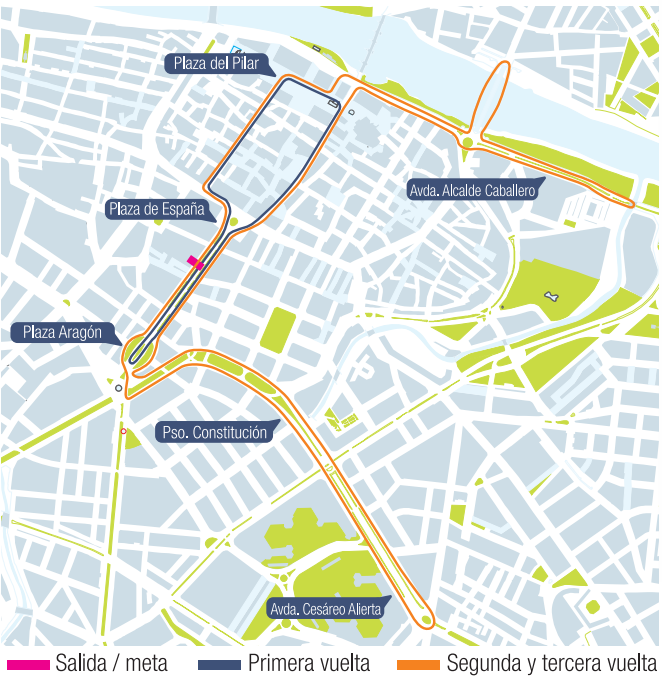 Plaza del Pilar
Avda. Alcalde Caballero
Plaza de España
Plaza Aragón
Pso. Constitución
Avda. Cesáreo Alierta
Salida / meta
Primera vuelta
Segunda y tercera vuelta